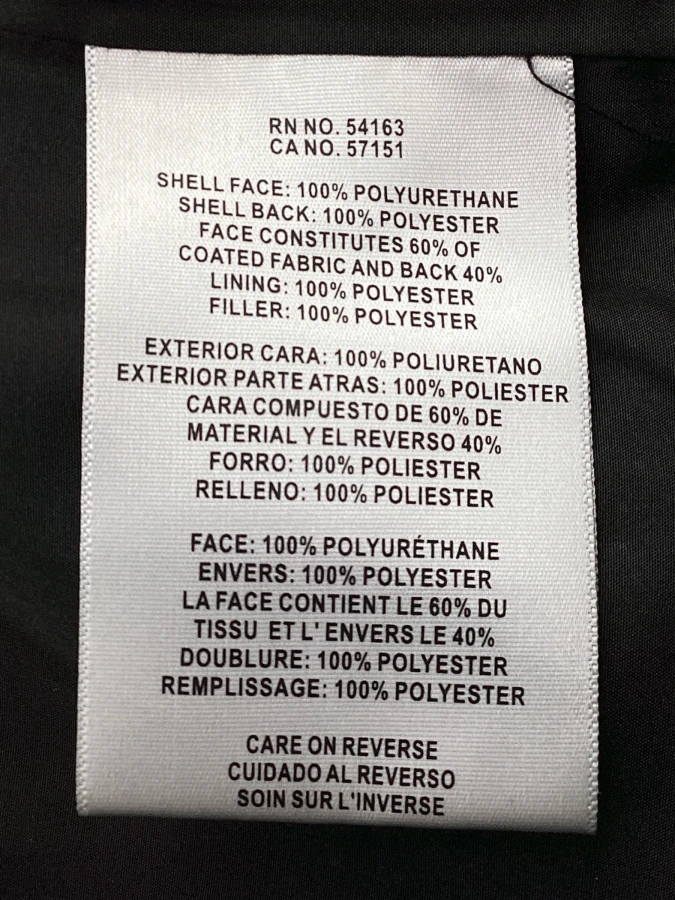 RN NO. 54163
CA NO. 57151
SHELL FACE: 100% POLYURETHANE
SHELL BACK: 100% POLYESTER
FACE CONSTITUTES 60% OF
COATED FABRIC AND BACK 40%
LINING: 100% POLYESTER
FILLER: 100% POLYESTER
EXTERIOR CARA: 100% POLIURETANO
EXTERIOR PARTE ATRAS: 100% POLIESTER
CARA COMPUESTO DE 60% DE
MATERIAL Y EL REVERSO 40%
FORRO: 100% POLIESTER
RELLENO: 100% POLIESTER
FACE: 100% POLYURÉTHANE
ENVERS: 100% POLYESTER
LA FACE CONTIENT LE 60% DU
TISSU ET L' ENVERS LE 40%
DOUBLURE: 100% POLYESTER
REMPLISSAGE: 100% POLYESTER
CARE ON REVERSE
CUIDADO AL REVERSO
SOIN SUR L'INVERSE